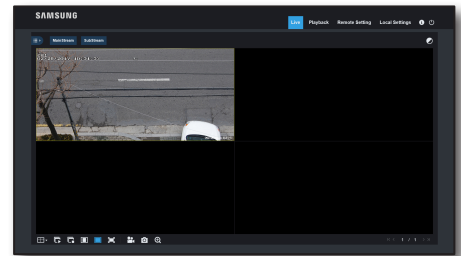 SAMSUNG
Live Playback Remote Setting Local Settings
MainStream SubStream
1 / 1